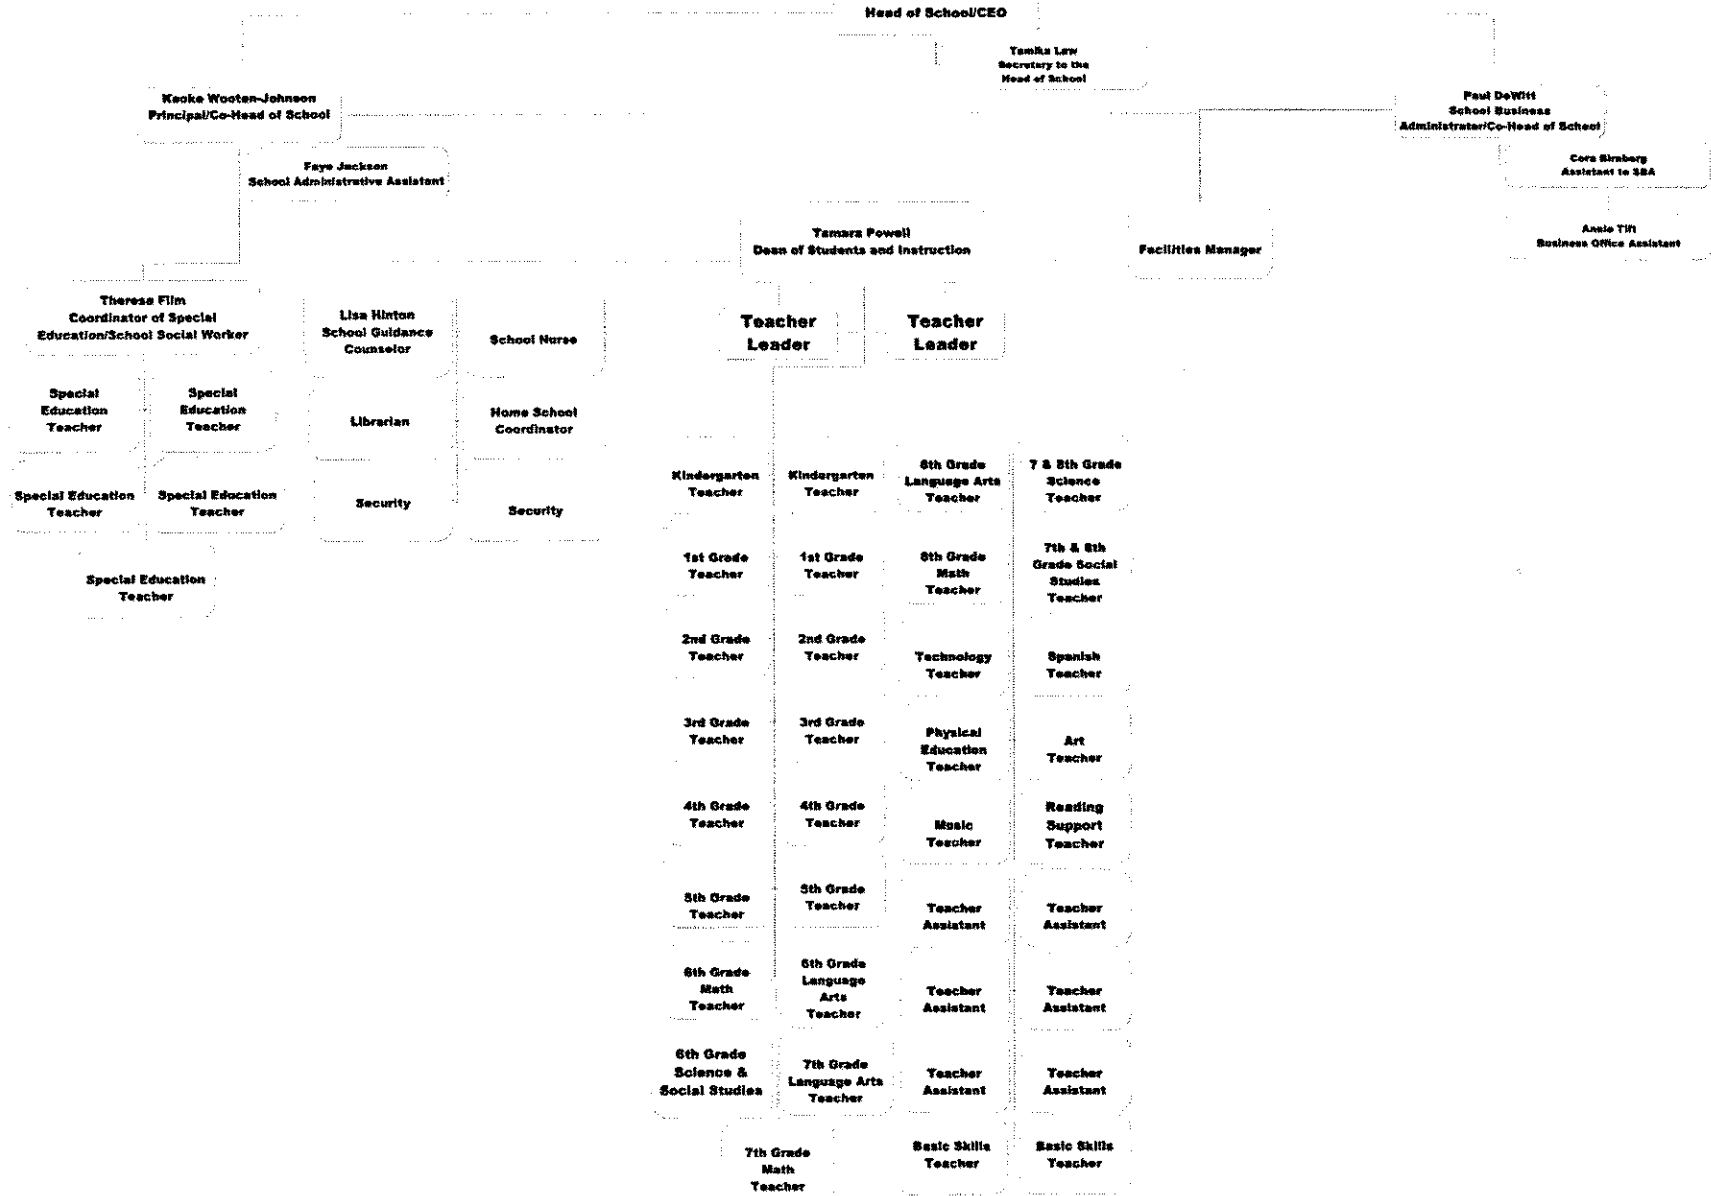 Head of School/CEO
Tamika Law
Secretary to the
Head of School
Keoke Wooten-Johnson
Principal/Co-Head of School
Paul DeWitt
School Business
Administrator/Co-Head of School
Faye Jackson
School Administrative Assistant
Cora
Assistant to SBA
Tamara Powell
Dean of Students and Instruction
Facilities Manager
Annie Tift
Business Office Assistant
Theresa Flim
Coordinator of Special
Education/School Social Worker
Lisa Hinton
School Guidance
Counselor
School Nurse
Teacher
Leader
Teacher
Leader
Special
Education
Teacher
Special
Education
Teacher
Librarian
Home School
Coordinator
Special Education
Teacher
Special Education
Teacher
Security
Security
Special Education
Teacher
Kindergarten
Teacher
Kindergarten
Teacher
Grade
Language Arts
Teacher
7 & 8th Grade
Science
Teacher
1st Grade
Teacher
1st Grade
Teacher
8th Grade
Math
Teacher
7th & 8th
Grade Social
Studies
Teacher
2nd Grade
Teacher
2nd Grade
Teacher
Technology
Teacher
Spanish
Teacher
3rd Grade
Teacher
3rd Grade
Teacher
Physical
Education
Teacher
Art
Teacher
4th Grade
Teacher
4th Grade
Teacher
Music
Teacher
Reading
Support
Teacher
5th Grade
Teacher
5th Grade
Teacher
Teacher
Assistant
Teacher
Assistant
6th Grade
Math
Teacher
6th Grade
Language
Arts
Teacher
Teacher
Assistant
Teacher
Assistant
6th Grade
Science &
Social Studies
7th Grade
Language Arts
Teacher
Teacher
Assistant
Teacher
Assistant
7th Grade
Math
Teacher
Basic Skills
Teacher
Basic Skills
Teacher